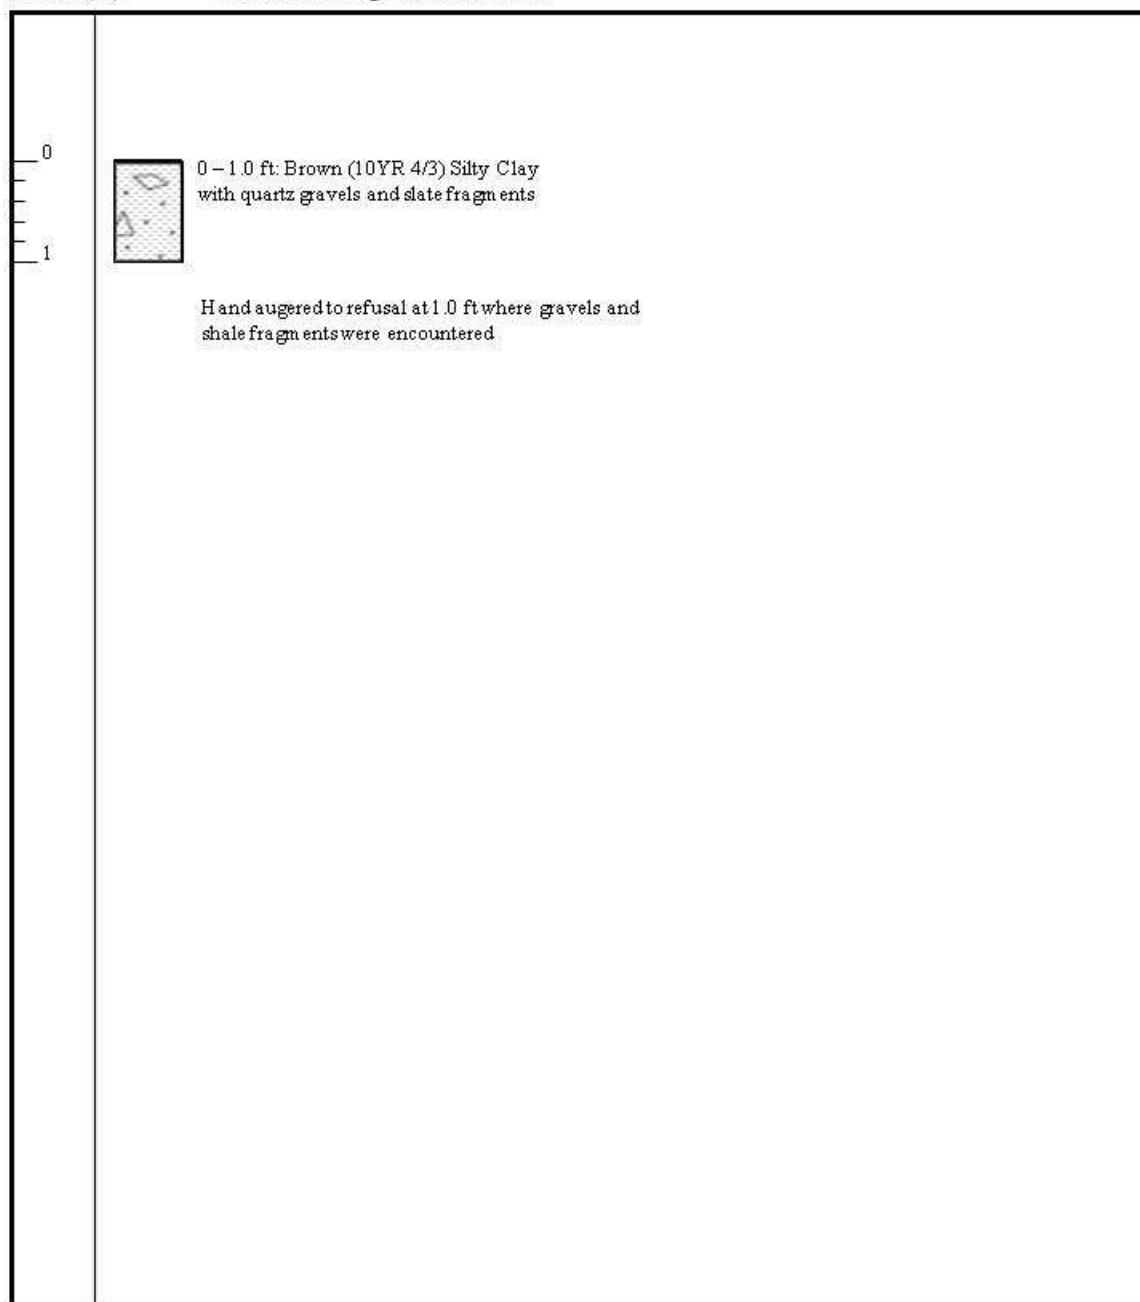 0
0 – 1.0 ft: Brown (10YR 4/3) Silty Clay
with quartz gravels and slate fragments
1
Hand augered to refusal at 1.0 ft where gravels and
shale fragments were encountered